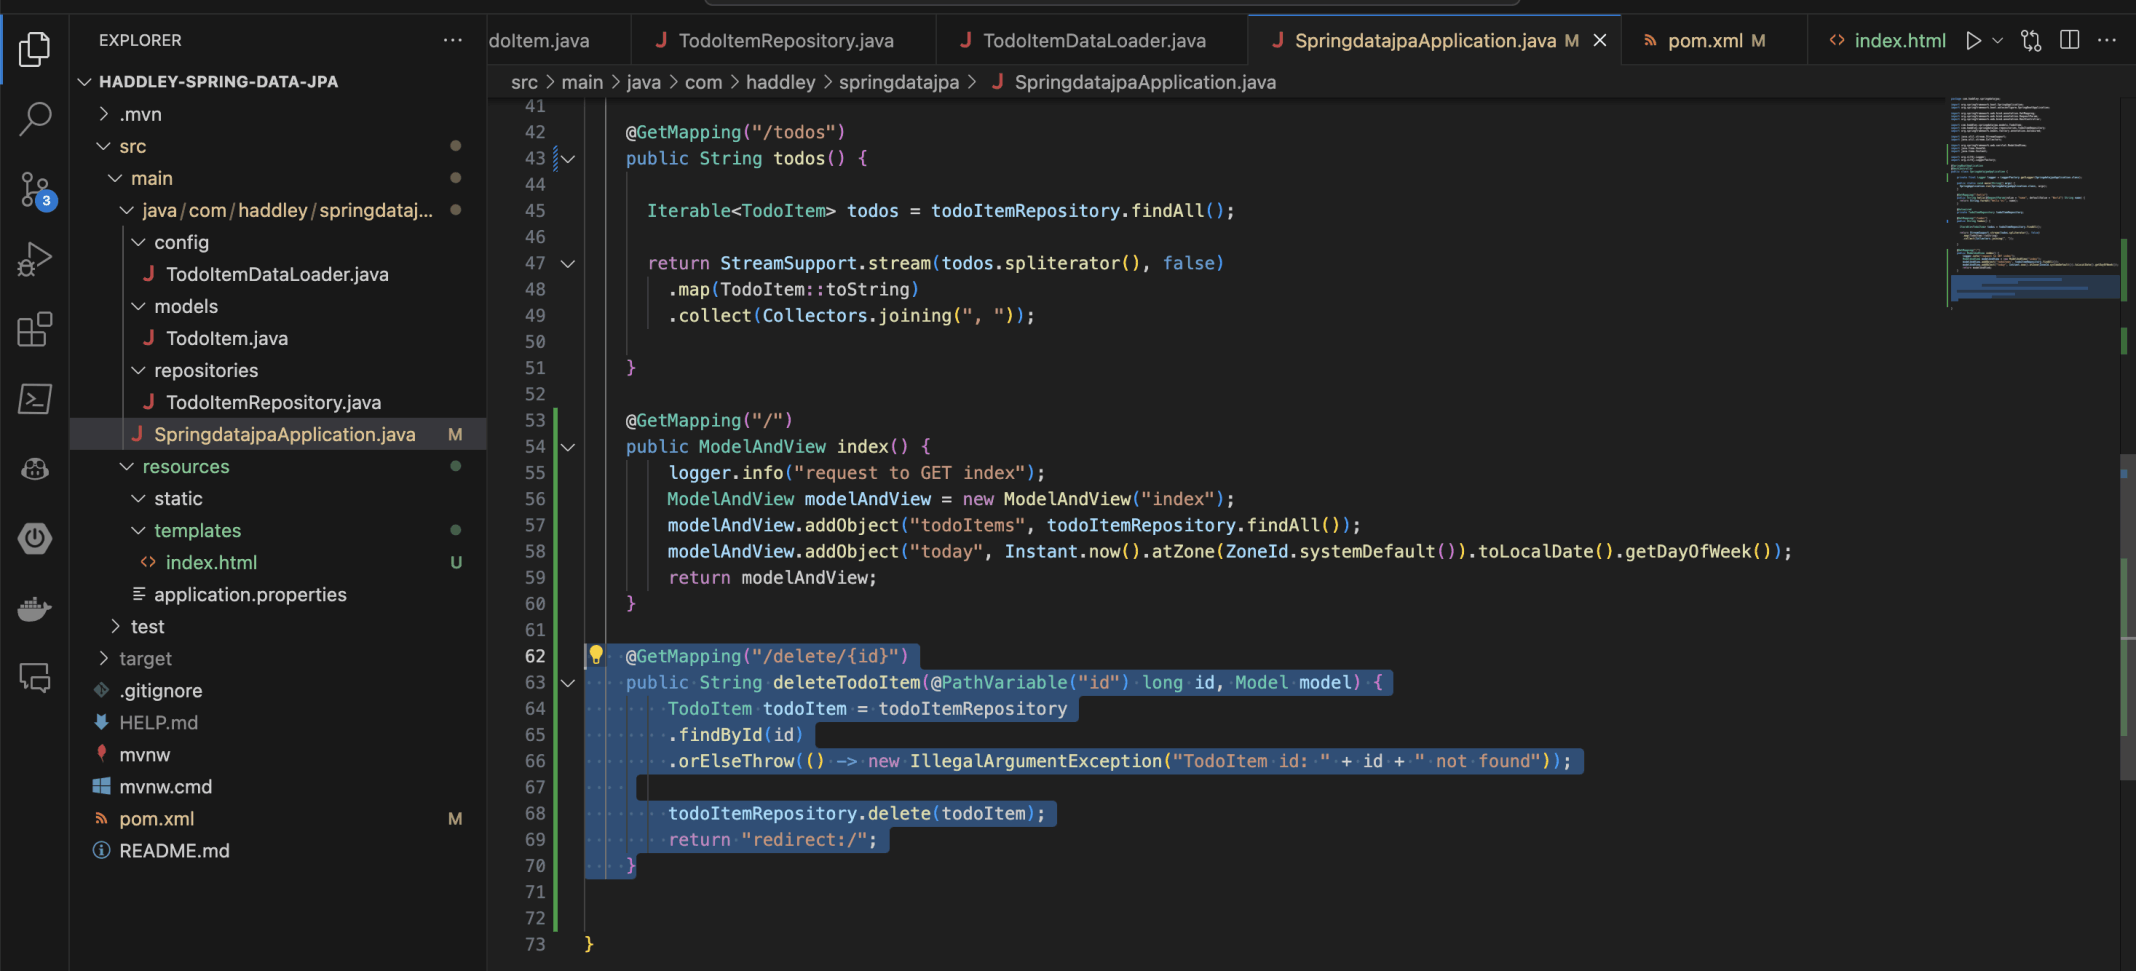 EXPLORER
HADDLEY-SPRING-DATA-JPA
.mvn
src
main
java/com/haddley/springdataj...
config
TodoItemDataLoader.java
models
TodoItem.java
repositories
TodoItemRepository.java
SpringdatajpaApplication.java M
resources
static
templates
index.html U
application.properties
test
target
.gitignore
HELP.md
mvnw
mvnw.cmd
pom.xml M
README.md
3
doItem.java
TodoItemRepository.java
TodoItemDataLoader.java
SpringdatajpaApplication.java M
pom.xml M
index.html
src > main > java > com > haddley > springdatajpa > SpringdatajpaApplication.java
41
42 @GetMapping("/todos")
43 public String todos() {
44
45 Iterable<TodoItem> todos = todoItemRepository.findAll();
46
47 return StreamSupport.stream(todos.spliterator(), false)
48 .map(TodoItem::toString)
49 .collect(Collectors.joining(", "));
50
51 }
52
53 @GetMapping("/")
54 public ModelAndView index() {
55 logger.info("request to GET index");
56 ModelAndView modelAndView = new ModelAndView("index");
57 modelAndView.addObject("todoItems", todoItemRepository.findAll());
58 modelAndView.addObject("today", Instant.now().atZone(ZoneId.systemDefault()).toLocalDate().getDayOfWeek());
59 return modelAndView;
60 }
61
62 @GetMapping("/delete/{id}")
63 public String deleteTodoItem(@PathVariable("id") long id, Model model) {
64 TodoItem todoItem = todoItemRepository
65 .findById(id)
66 .orElseThrow(() -> new IllegalArgumentException("TodoItem id: " + id + " not found"));
67
68 todoItemRepository.delete(todoItem);
69 return "redirect:/";
70 }
71
72
73 }